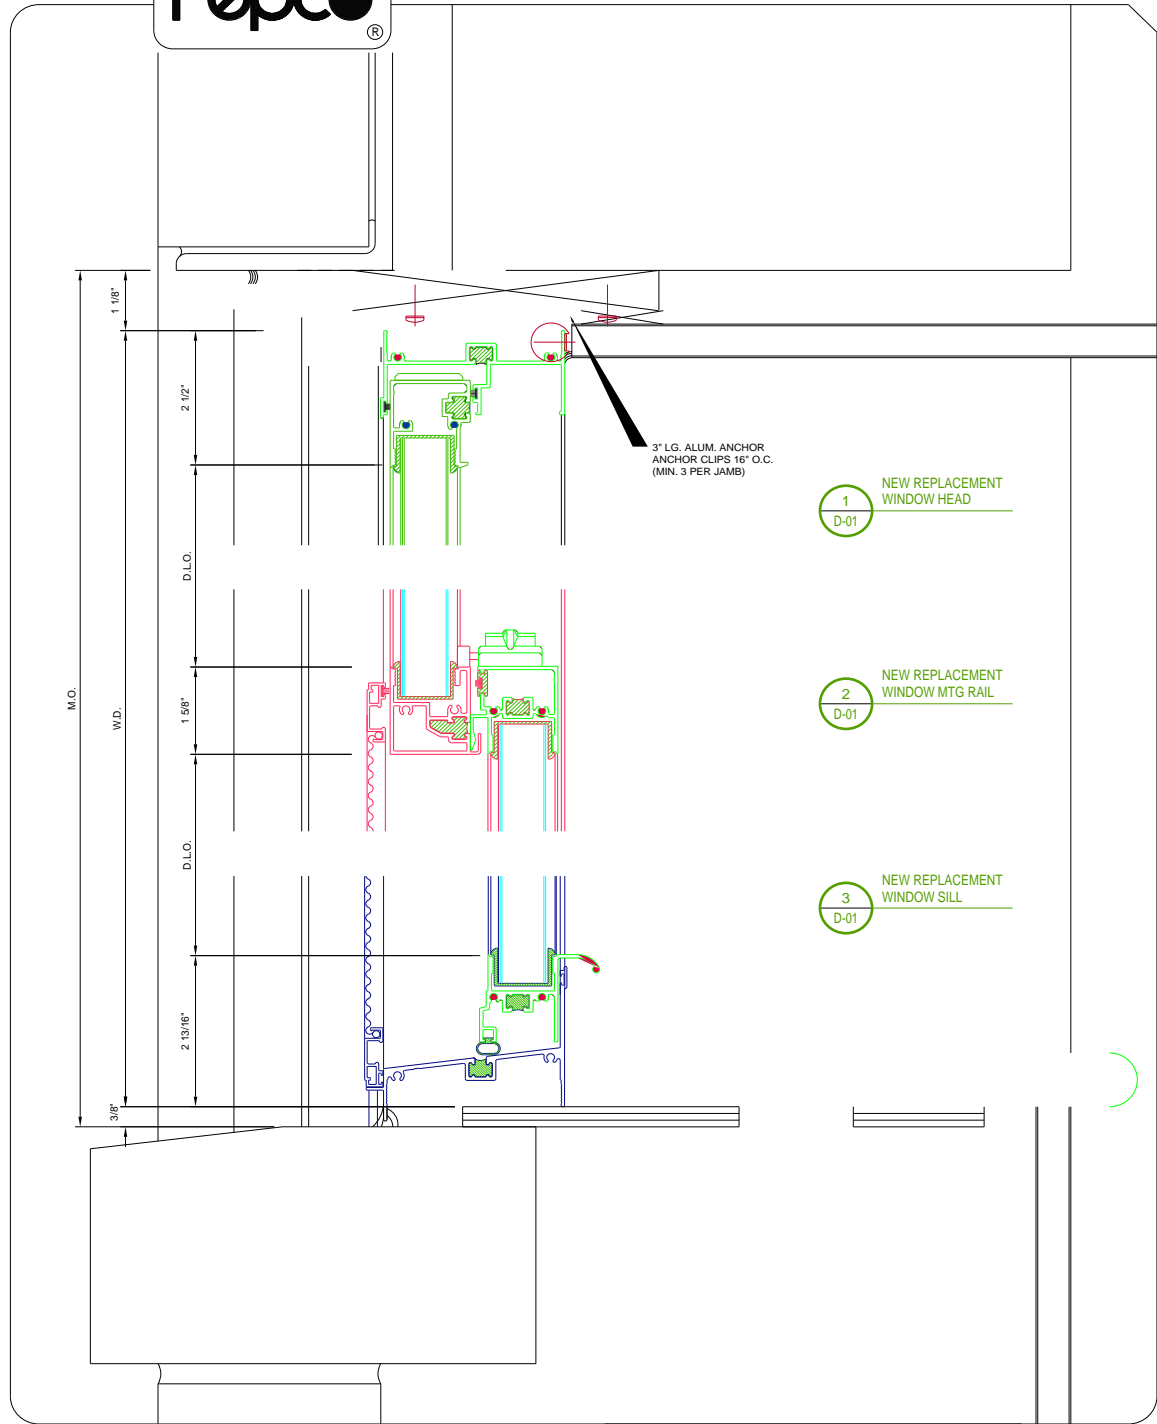 repco
®
1 1/8"
2 1/2"
3" LG. ALUM. ANCHOR
ANCHOR CLIPS 16" O.C.
(MIN. 3 PER JAMB)
1
D-01
NEW REPLACEMENT
WINDOW HEAD
D.L.O.
M.O.
W.D.
1 5/8"
2
D-01
NEW REPLACEMENT
WINDOW MTG RAIL
D.L.O.
3
D-01
NEW REPLACEMENT
WINDOW SILL
2 13/16"
3/8"